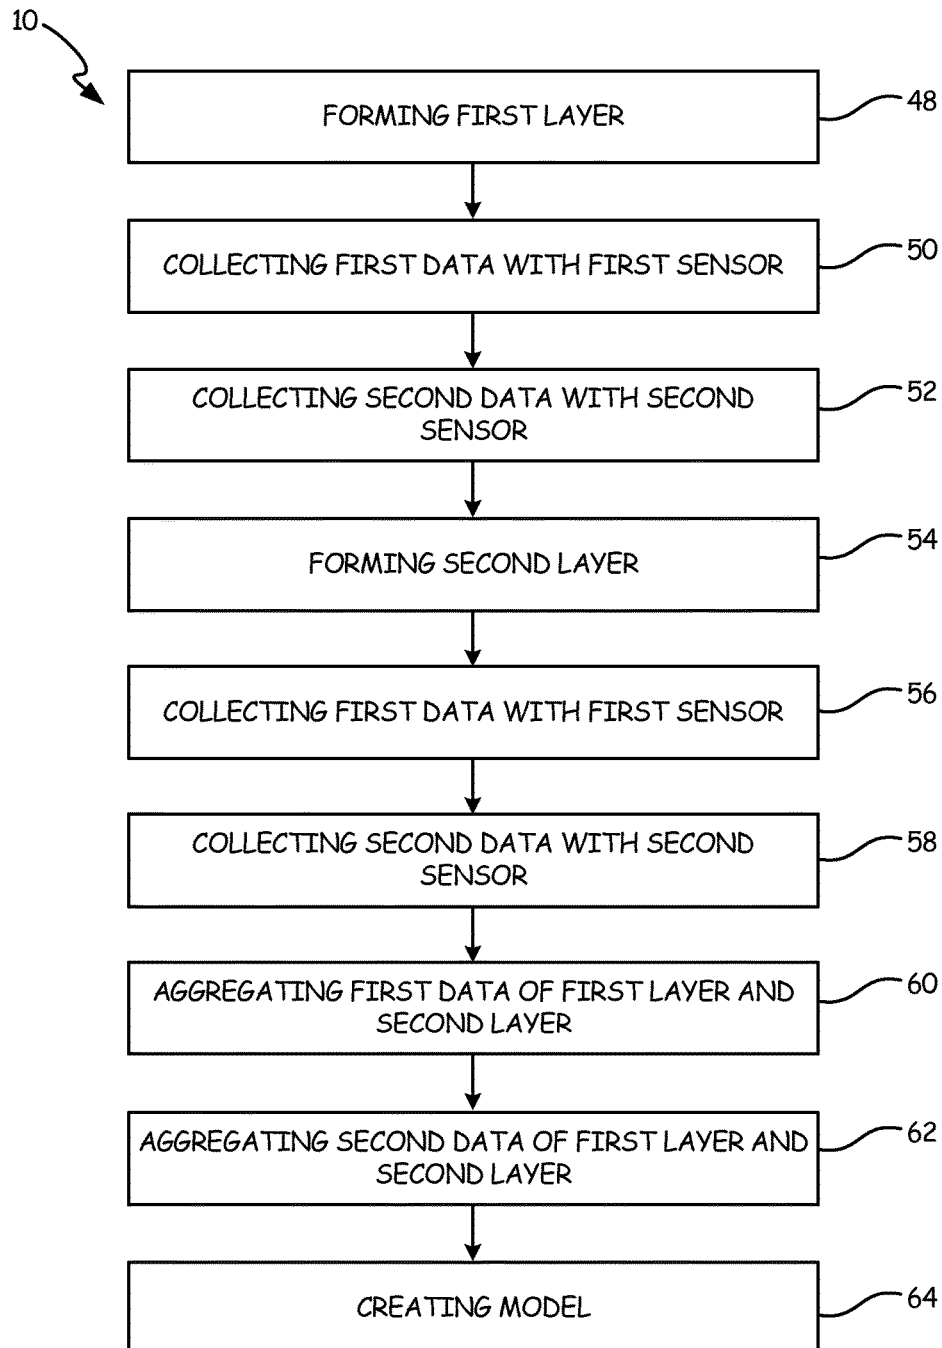 10
FORMING FIRST LAYER
48
COLLECTING FIRST DATA WITH FIRST SENSOR
50
COLLECTING SECOND DATA WITH SECOND
SENSOR
52
FORMING SECOND LAYER
54
COLLECTING FIRST DATA WITH FIRST SENSOR
56
COLLECTING SECOND DATA WITH SECOND
SENSOR
58
AGGREGATING FIRST DATA OF FIRST LAYER AND
SECOND LAYER
60
AGGREGATING SECOND DATA OF FIRST LAYER AND
SECOND LAYER
62
CREATING MODEL
64